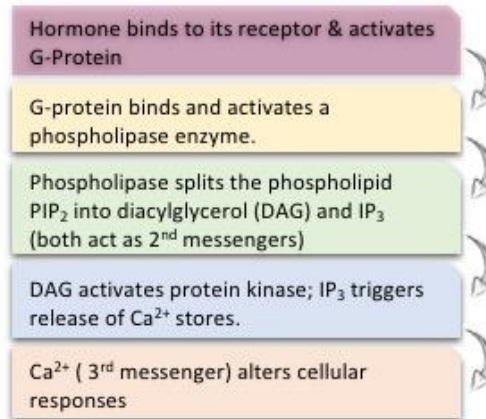 Hormone binds to its receptor & activates
G-Protein
G-protein binds and activates a
phospholipase enzyme.
Phospholipase splits the phospholipid
PIP₂ into diacylglycerol (DAG) and IP₃
(both act as 2ⁿᵈ messengers)
DAG activates protein kinase; IP₃ triggers
release of Ca²⁺ stores.
Ca²⁺ ( 3ʳᵈ messenger) alters cellular
responses